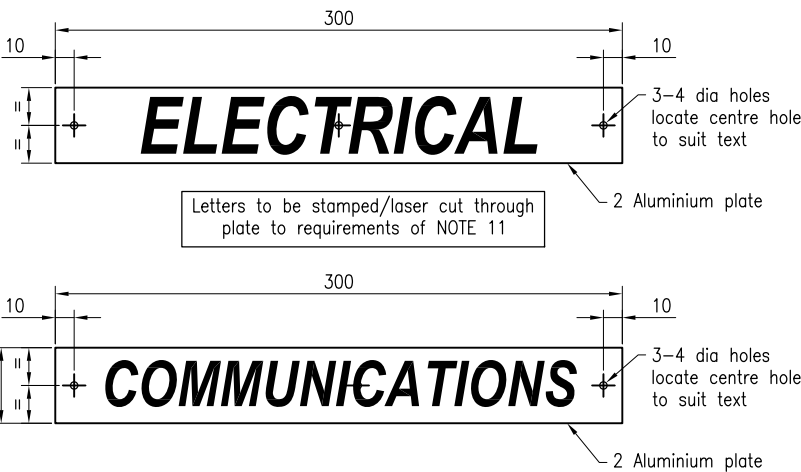 300
10
10
=
=
ELECTRICAL
3-4 dia holes
locate centre hole
to suit text
2 Aluminium plate
Letters to be stamped/laser cut through
plate to requirements of NOTE 11
300
10
10
=
=
COMMUNICATIONS
3-4 dia holes
locate centre hole
to suit text
2 Aluminium plate